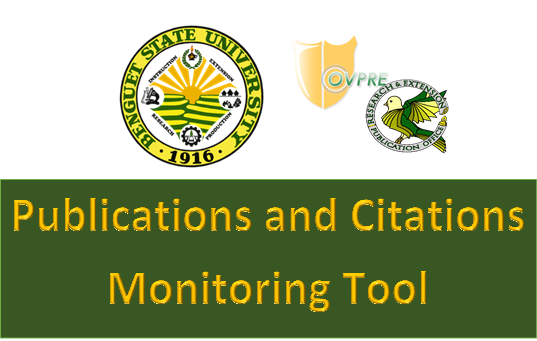 BENGUET STATE UNIVERSITY
INSTRUCTION
EXTENSION
RESEARCH
PRODUCTION
1916
OVPRE
RESEARCH & EXTENSION
PUBLICATION OFFICE
Publications and Citations
Monitoring Tool